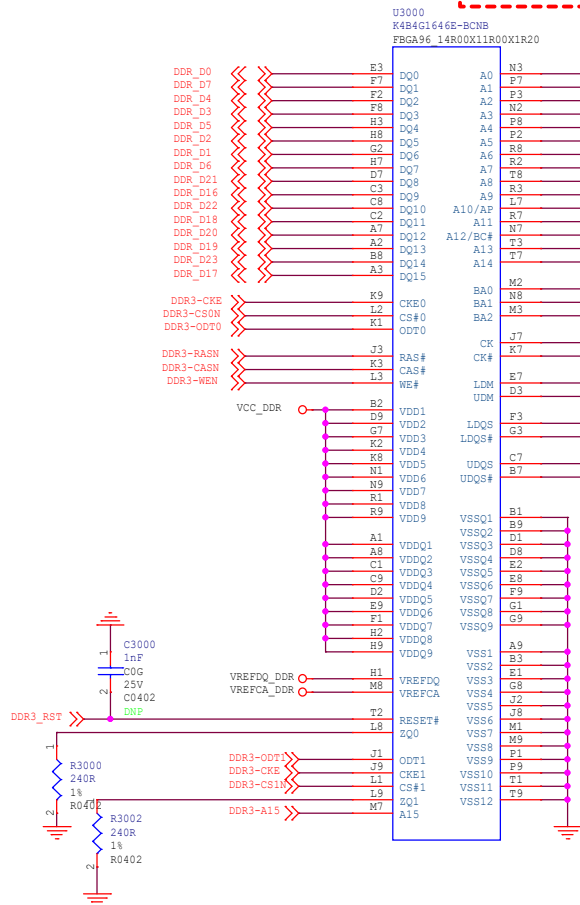 U3000
K4B4G1646E-BCNB
FBGA96_14R00X11R00X1R20
DDR_D0 E3 DQ0 A0 N3
DDR_D7 F7 DQ1 A1 P7
DDR_D4 F2 DQ2 A2 P3
DDR_D3 F8 DQ3 A3 N2
DDR_D5 H3 DQ4 A4 P8
DDR_D2 H8 DQ5 A5 P2
DDR_D1 G2 DQ6 A6 R8
DDR_D6 H7 DQ7 A7 R2
DDR_D21 D7 DQ8 A8 T8
DDR_D16 C3 DQ9 A9 R3
DDR_D22 C8 DQ10 A10/AP L7
DDR_D18 C2 DQ11 A11 R7
DDR_D20 A7 DQ12 A12/BC# N7
DDR_D19 A2 DQ13 A13 T3
DDR_D23 B8 DQ14 A14 T7
DDR_D17 A3 DQ15
BA0 M2
DDR3-CKE K9 CKE0 BA1 N8
DDR3-CS0N L2 CS#0 BA2 M3
DDR3-ODT0 K1 ODT0
CK J7
DDR3-RASN J3 RAS# CK# K7
DDR3-CASN K3 CAS#
DDR3-WEN L3 WE# LDM E7
UDM D3
VCC_DDR B2 VDD1
D9 VDD2 LDQS F3
G7 VDD3 LDQS# G3
K2 VDD4
K8 VDD5 UDQS C7
N1 VDD6 UDQS# B7
N9 VDD7
R1 VDD8
R9 VDD9 VSSQ1 B1
VSSQ2 B9
A1 VDDQ1 VSSQ3 D1
A8 VDDQ2 VSSQ4 D8
C1 VDDQ3 VSSQ5 E2
C9 VDDQ4 VSSQ6 E8
D2 VDDQ5 VSSQ7 F9
E9 VDDQ6 VSSQ8 G1
F1 VDDQ7 VSSQ9 G9
H2 VDDQ8
H9 VDDQ9 VSS1 A9
VSS2 B3
VREFDQ_DDR H1 VREFDQ VSS3 E1
VREFCA_DDR M8 VREFCA VSS4 G8
VSS5 J2
DDR3_RST T2 RESET# VSS6 J8
L8 ZQ0 VSS7 M1
VSS8 M9
DDR3-ODT1 J1 ODT1 VSS9 P1
DDR3-CKE J9 CKE1 VSS10 P9
DDR3-CS1N L1 CS#1 VSS11 T1
L9 ZQ1 VSS12 T9
DDR3-A15 M7 A15
1
C3000
1nF
C0G
25V
2
C0402
DNP
1
R3000
240R
1%
R0402
2
1
R3002
240R
1%
R0402
2